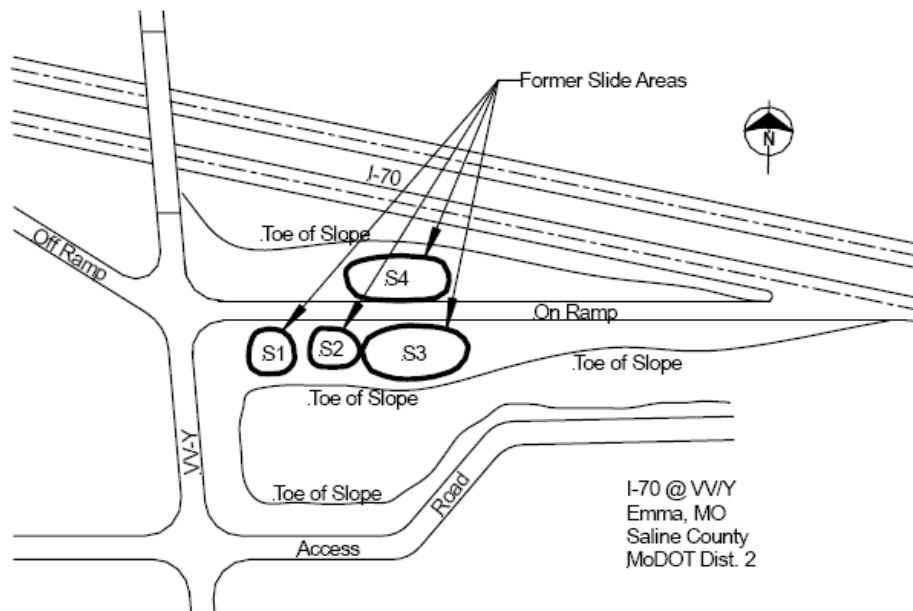 Former Slide Areas
N
I-70
.Toe of Slope
Off Ramp
.S4
On Ramp
.S1
.S2
.S3
.Toe of Slope
.Toe of Slope
VV-Y
.Toe of Slope
Road
Access
I-70 @ VV/Y
Emma, MO
Saline County
MoDOT Dist. 2